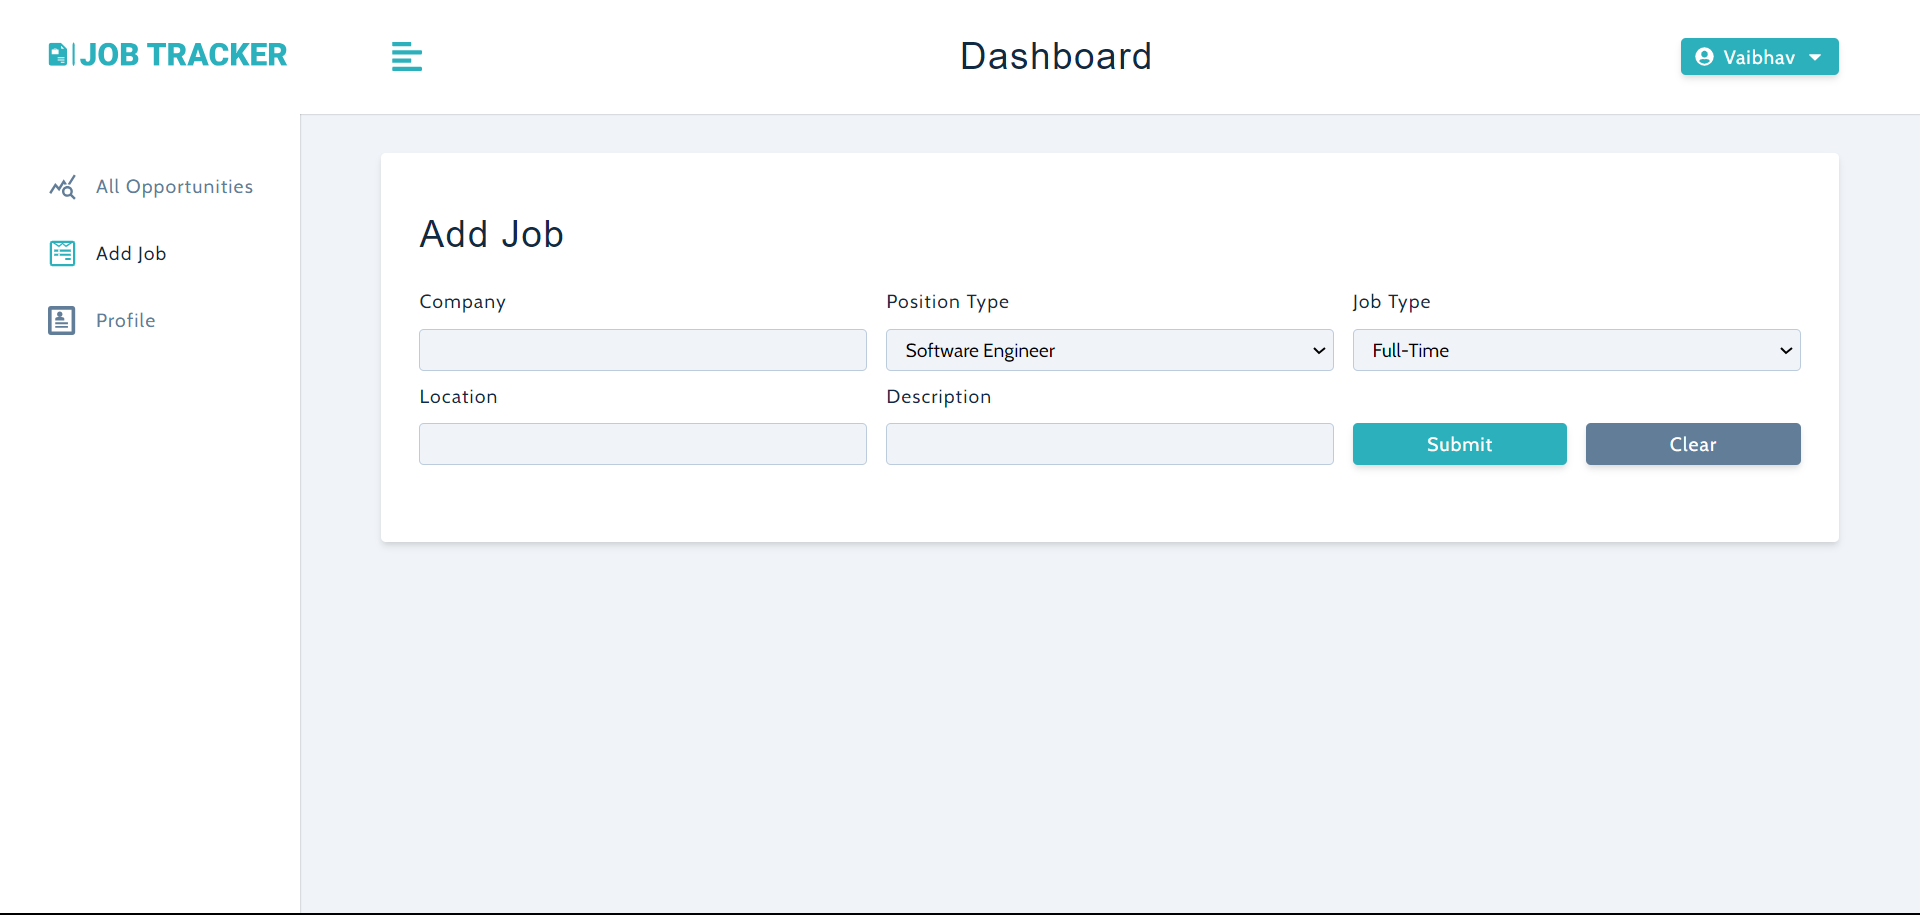 JOB TRACKER
Dashboard
Vaibhav
All Opportunities
Add Job
Profile
Add Job
Company
Position Type
Job Type
Software Engineer
Full-Time
Location
Description
Submit
Clear